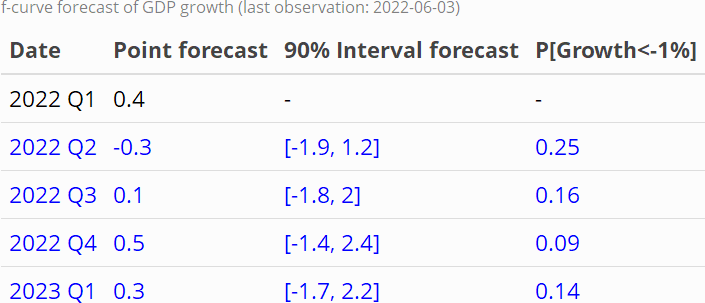 f-curve forecast of GDP growth (last observation: 2022-06-03)
Date Point forecast 90% Interval forecast P[Growth<-1%]
2022 Q1 0.4 - -
2022 Q2 -0.3 [-1.9, 1.2] 0.25
2022 Q3 0.1 [-1.8, 2] 0.16
2022 Q4 0.5 [-1.4, 2.4] 0.09
2023 Q1 0.3 [-1.7, 2.2] 0.14